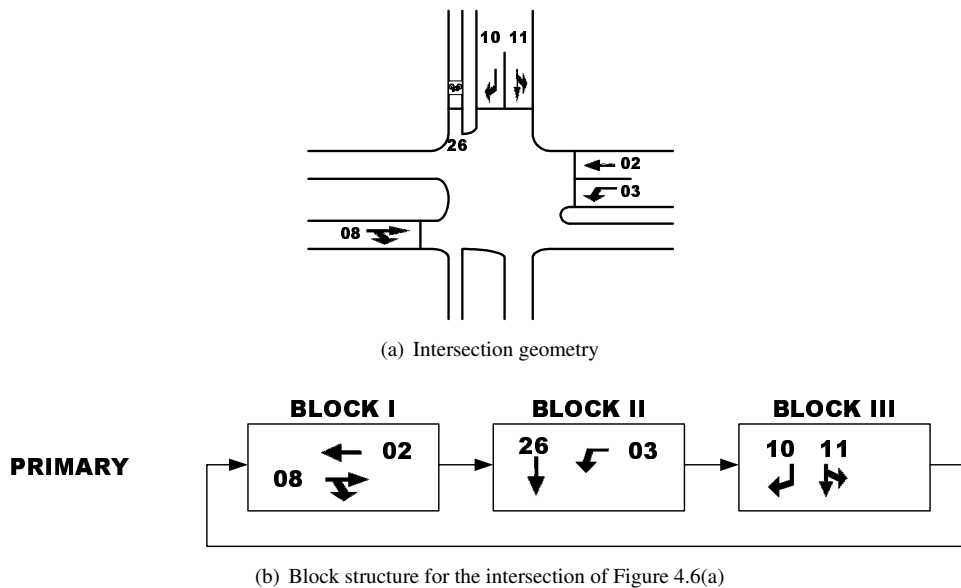 10 11
26
02
03
08
(a) Intersection geometry
BLOCK I BLOCK II BLOCK III
PRIMARY
02
08
26 03
10 11
(b) Block structure for the intersection of Figure 4.6(a)